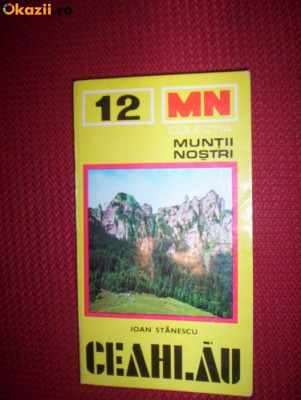 Okazii.ro
12 MN
COLECȚIA
MUNȚII
NOȘTRI
IOAN STĂNESCU
CEAHLĂU